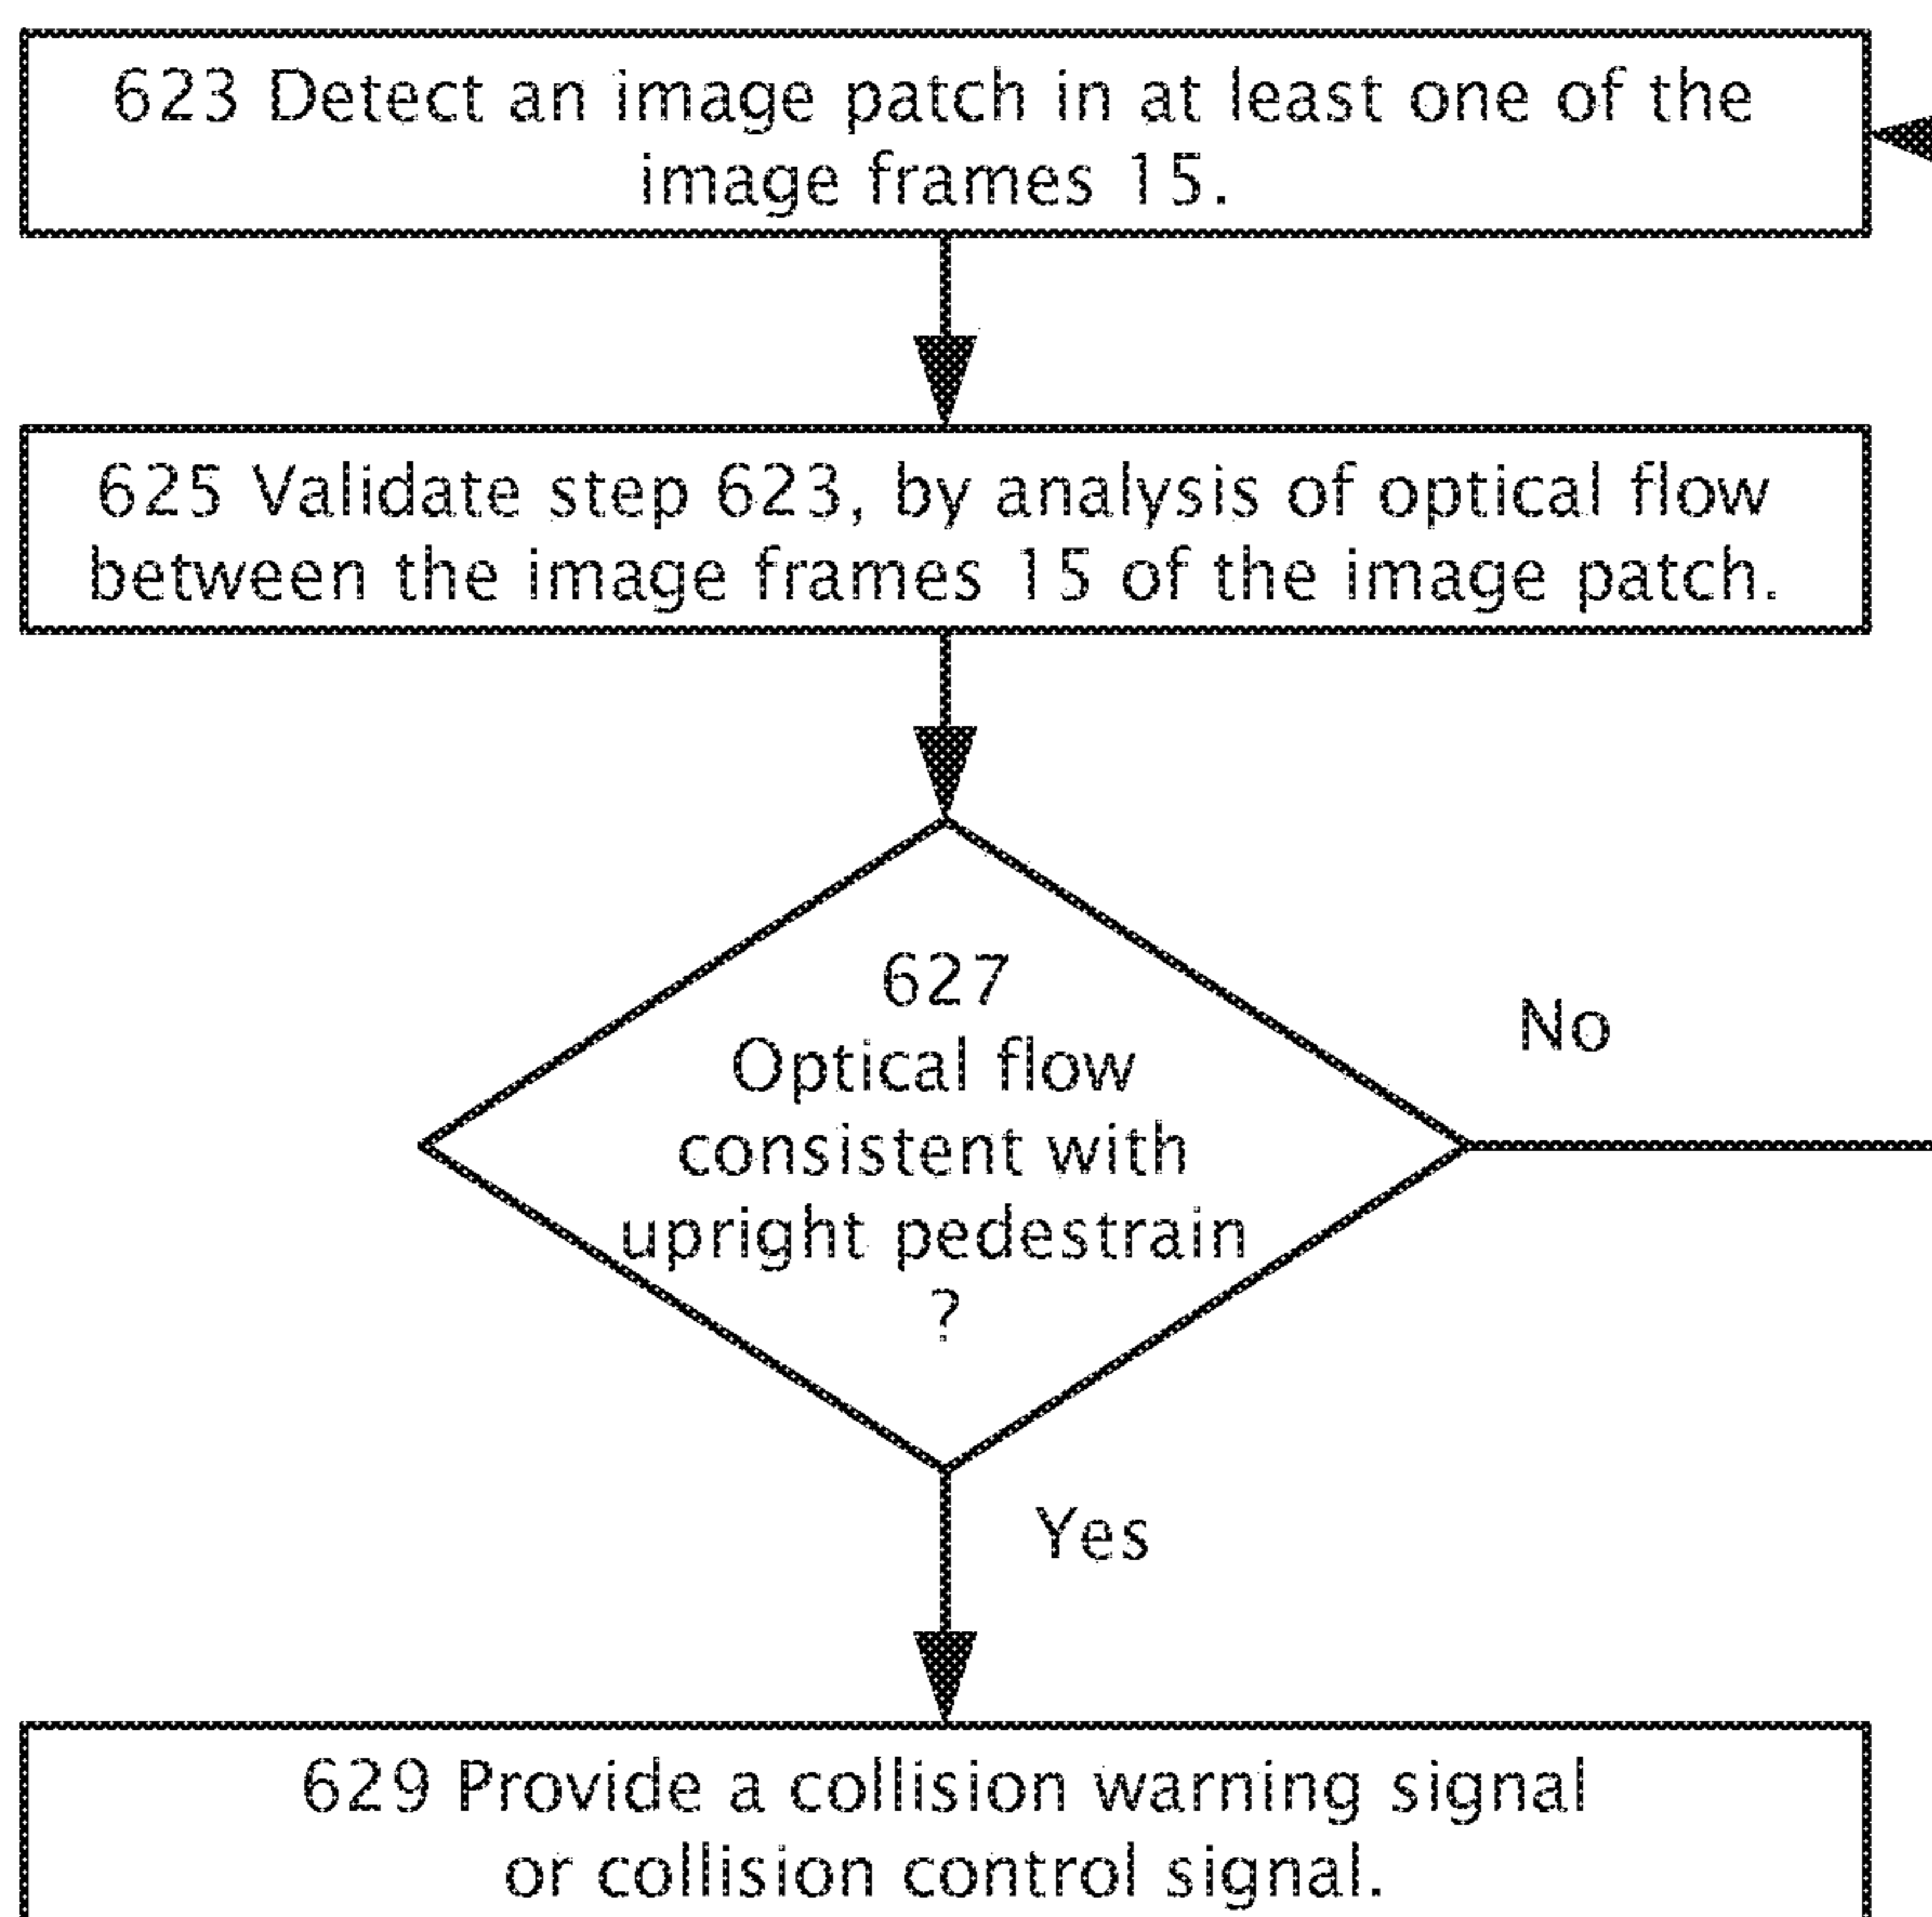 623 Detect an image patch in at least one of the
image frames 15.
625 Validate step 623, by analysis of optical flow
between the image frames 15 of the image patch.
627
Optical flow
consistent with
upright pedestrain
?
No
Yes
629 Provide a collision warning signal
or collision control signal.